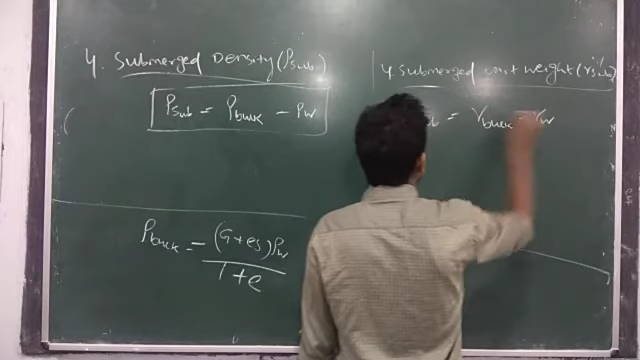 4. Submerged Density (ρsub)
ρsub = ρbulk - ρw
ρbulk = (G+es)ρw
1+e
4. Submerged unit weight (γsub)
= γbulk - γw